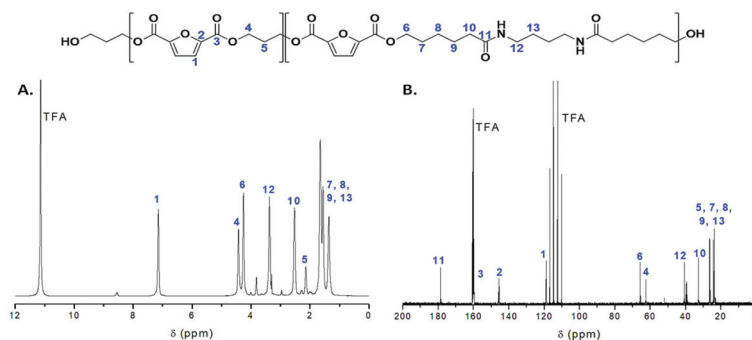 HO O O O O O O O O O O O N H H N O OH
1 2 3 4 5 6 7 8 9 10 11 12 13
A.
TFA
1
6
4
12
10
5
7, 8,
9, 13
12 10 8 6 4 2 0
δ (ppm)
B.
TFA
TFA
11
3
2
1
6
4
12
10
5, 7, 8,
9, 13
200 180 160 140 120 100 80 60 40 20
δ (ppm)